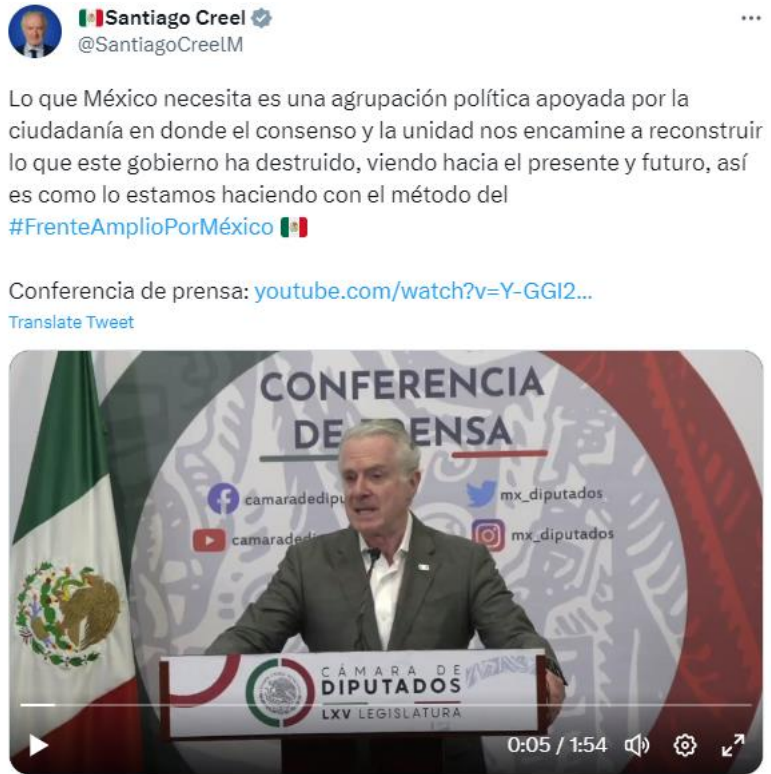 Santiago Creel
@SantiagoCreelM
Lo que México necesita es una agrupación política apoyada por la
ciudadanía en donde el consenso y la unidad nos encamine a reconstruir
lo que este gobierno ha destruido, viendo hacia el presente y futuro, así
es como lo estamos haciendo con el método del
#FrenteAmplioPorMéxico
Conferencia de prensa: youtube.com/watch?v=Y-GGI2...
Translate Tweet
CONFERENCIA
DE ENSA
camaradedipu mx_diputados
camaraded mx_diputados
CÁMARA DE
DIPUTADOS
LXV LEGISLATURA
0:05 / 1:54